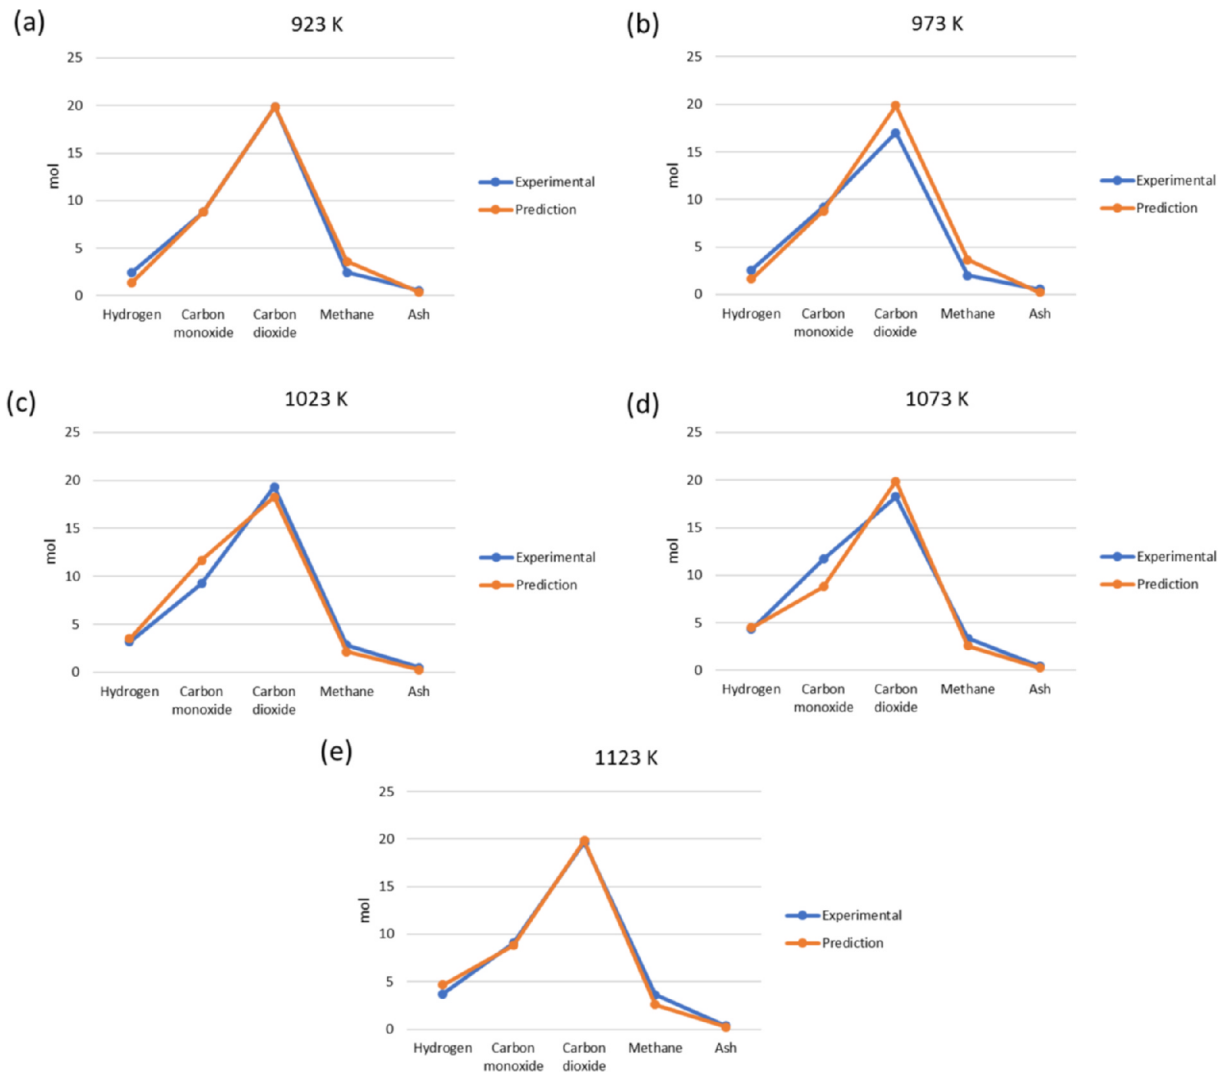 (a)
923 K
25
20
15
10
5
0
mol
Hydrogen
Carbon
monoxide
Carbon
dioxide
Methane
Ash
Experimental
Prediction
(b)
973 K
25
20
15
10
5
0
mol
Hydrogen
Carbon
monoxide
Carbon
dioxide
Methane
Ash
Experimental
Prediction
(c)
1023 K
25
20
15
10
5
0
mol
Hydrogen
Carbon
monoxide
Carbon
dioxide
Methane
Ash
Experimental
Prediction
(d)
1073 K
25
20
15
10
5
0
mol
Hydrogen
Carbon
monoxide
Carbon
dioxide
Methane
Ash
Experimental
Prediction
(e)
1123 K
25
20
15
10
5
0
mol
Hydrogen
Carbon
monoxide
Carbon
dioxide
Methane
Ash
Experimental
Prediction